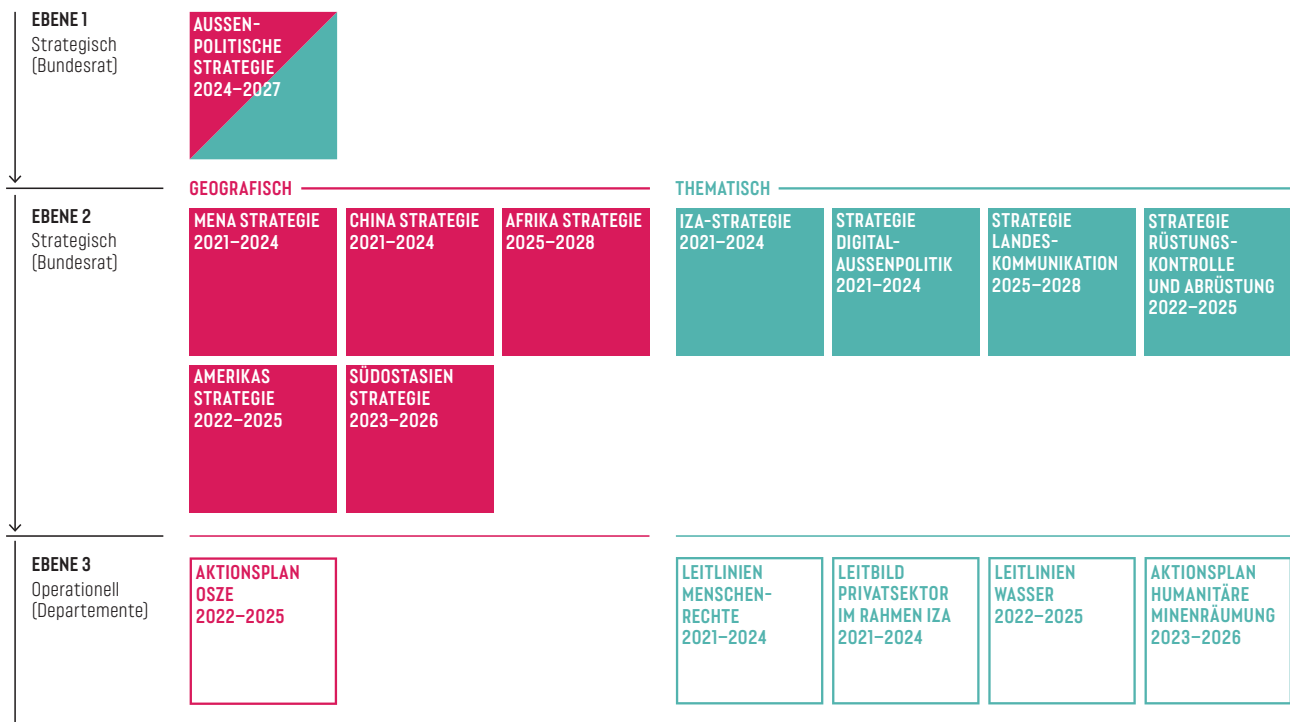 EBENE 1
Strategisch
(Bundesrat)
AUSSEN-
POLITISCHE
STRATEGIE
2024–2027
GEOGRAFISCH
THEMATISCH
EBENE 2
Strategisch
(Bundesrat)
MENA STRATEGIE
2021–2024
CHINA STRATEGIE
2021–2024
AFRIKA STRATEGIE
2025–2028
IZA-STRATEGIE
2021–2024
STRATEGIE
DIGITAL-
AUSSENPOLITIK
2021–2024
STRATEGIE
LANDES-
KOMMUNIKATION
2025–2028
STRATEGIE
RÜSTUNGS-
KONTROLLE
UND ABRÜSTUNG
2022–2025
AMERIKAS
STRATEGIE
2022–2025
SÜDOSTASIEN
STRATEGIE
2023–2026
EBENE 3
Operationell
(Departemente)
AKTIONSPLAN
OSZE
2022–2025
LEITLINIEN
MENSCHEN-
RECHTE
2021–2024
LEITBILD
PRIVATSEKTOR
IM RAHMEN IZA
2021–2024
LEITLINIEN
WASSER
2022–2025
AKTIONSPLAN
HUMANITÄRE
MINENRÄUMUNG
2023–2026